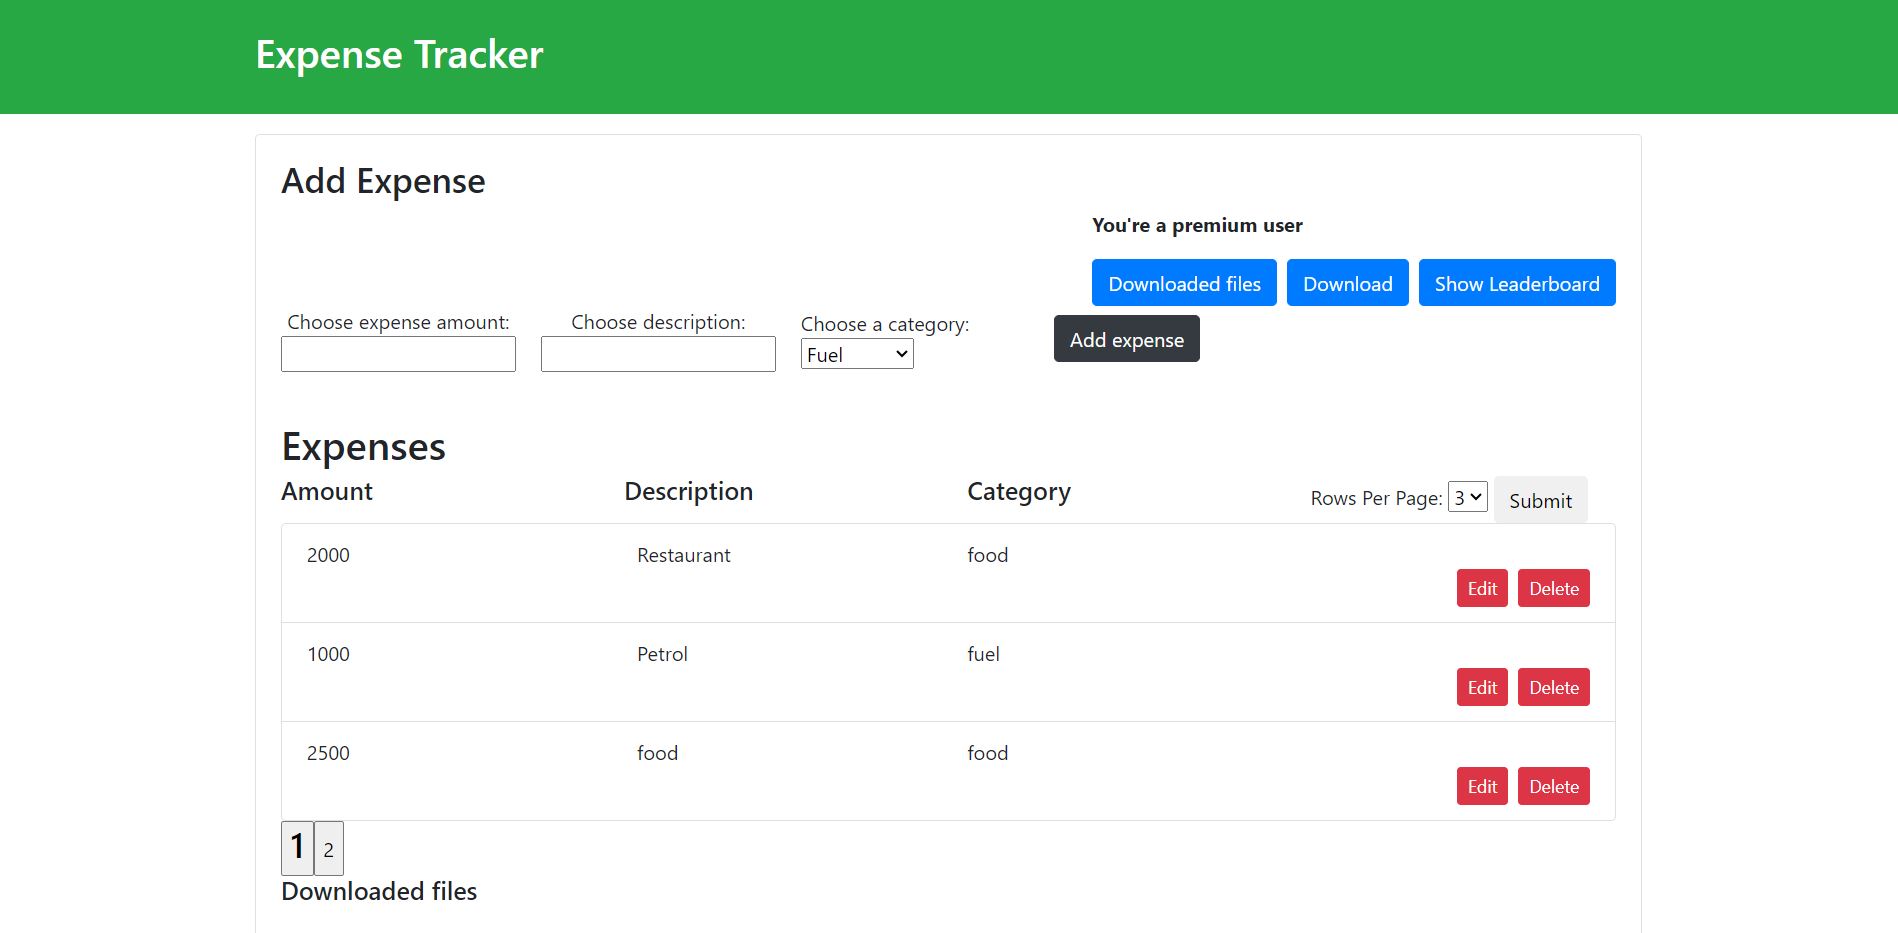 Expense Tracker
Add Expense
You're a premium user
Downloaded files Download Show Leaderboard
Choose expense amount: Choose description: Choose a category:
Fuel
Add expense
Expenses
Amount Description Category Rows Per Page: 3 Submit
2000 Restaurant food
Edit Delete
1000 Petrol fuel
Edit Delete
2500 food food
Edit Delete
1 2
Downloaded files